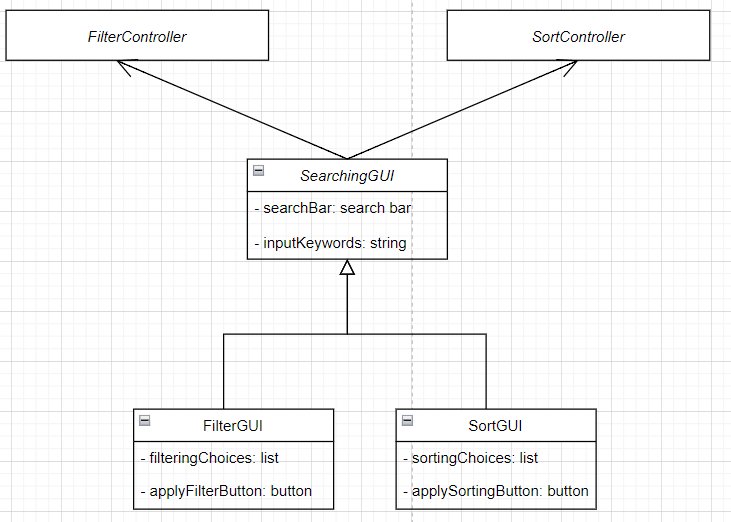 FilterController
SortController
SearchingGUI
- searchBar: search bar
- inputKeywords: string
FilterGUI
- filteringChoices: list
- applyFilterButton: button
SortGUI
- sortingChoices: list
- applySortingButton: button